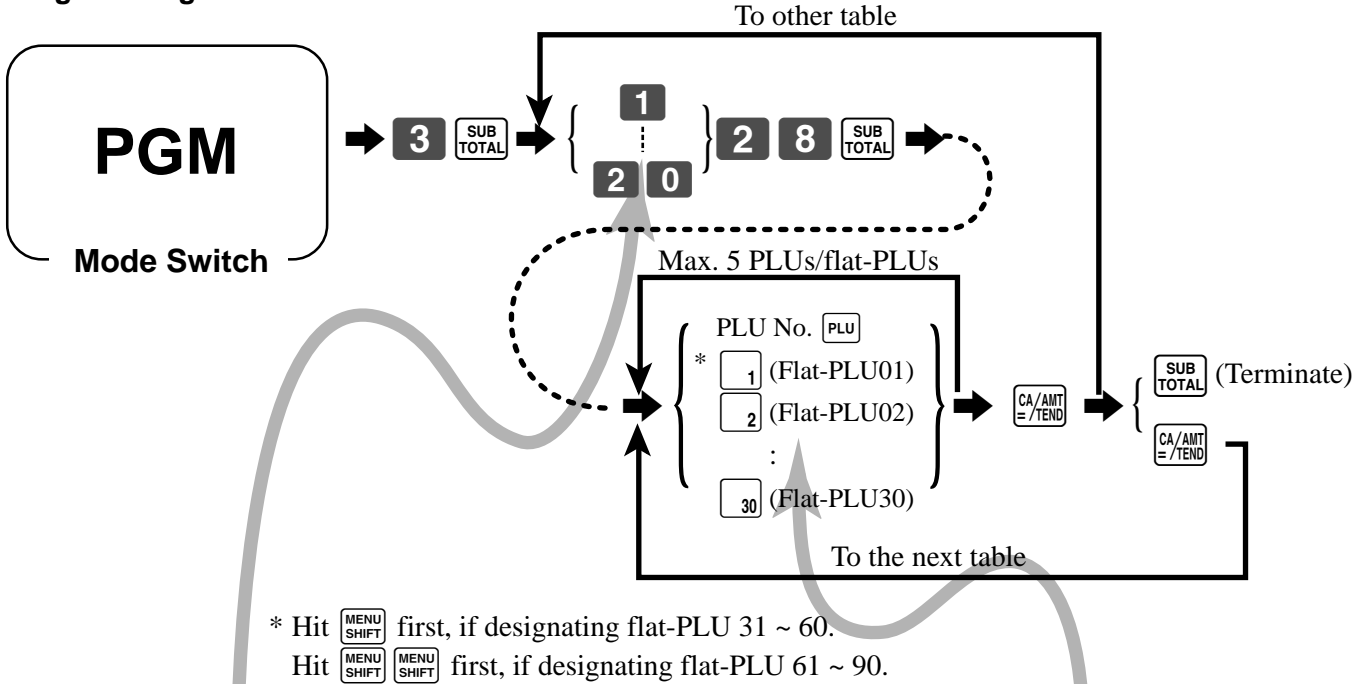 To other table
PGM
Mode Switch
3 SUB TOTAL { 1 20 } 2 8 SUB TOTAL
Max. 5 PLUs/flat-PLUs
PLU No. PLU
* 1 (Flat-PLU01)
2 (Flat-PLU02)
:
30 (Flat-PLU30)
CA/AMT = /TEND
SUB TOTAL (Terminate)
CA/AMT = /TEND
To the next table
* Hit MENU SHIFT first, if designating flat-PLU 31 ~ 60.
Hit MENU SHIFT MENU SHIFT first, if designating flat-PLU 61 ~ 90.